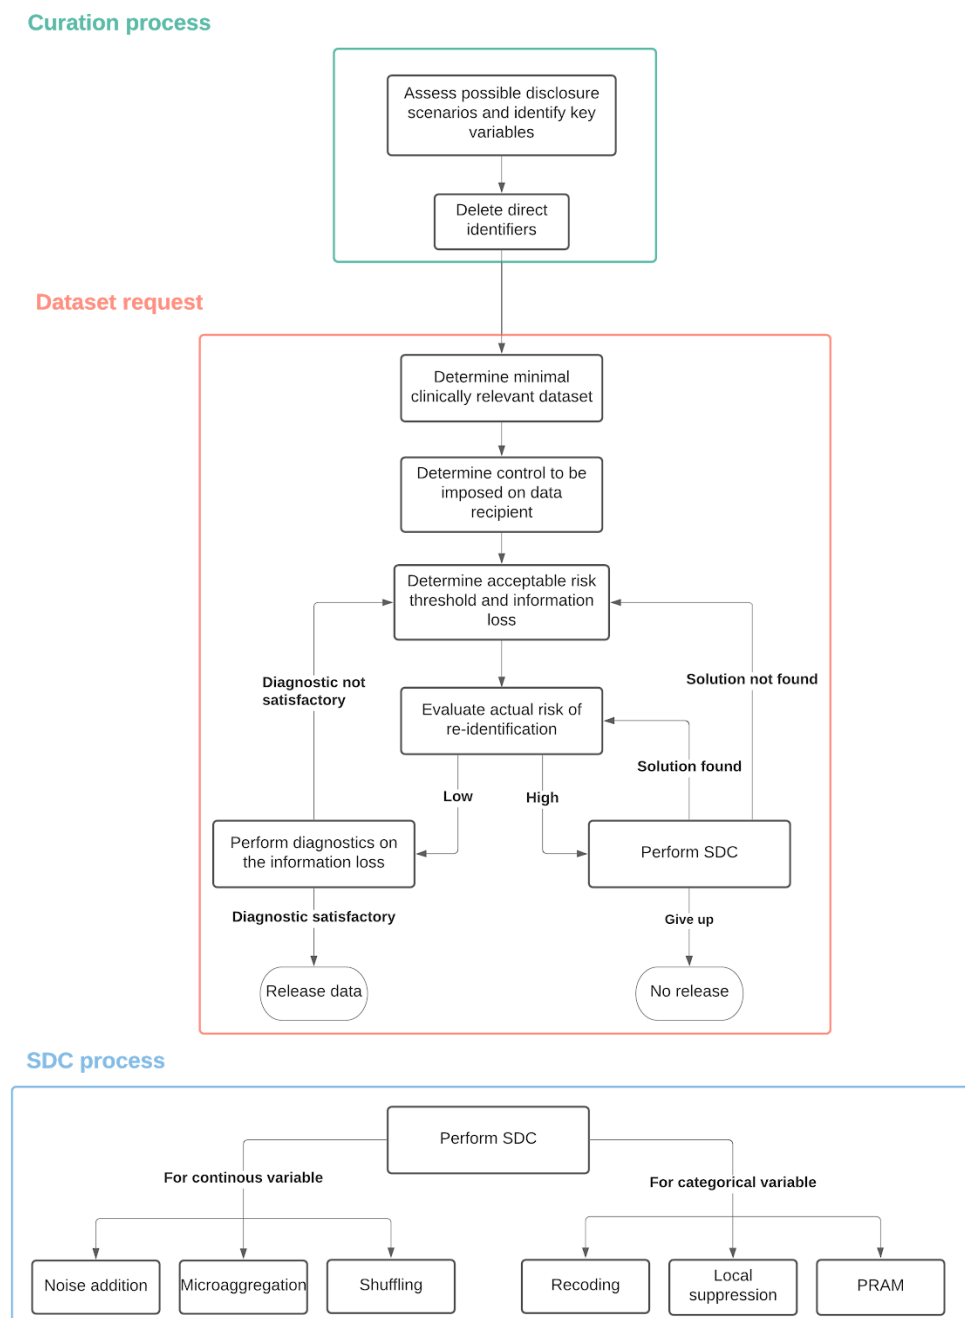 Curation process
Assess possible disclosure
scenarios and identify key
variables
Delete direct
identifiers
Dataset request
Determine minimal
clinically relevant dataset
Determine control to be
imposed on data
recipient
Determine acceptable risk
threshold and information
loss
Diagnostic not
satisfactory
Solution not found
Evaluate actual risk of
re-identification
Solution found
Low
High
Perform diagnostics on
the information loss
Perform SDC
Diagnostic satisfactory
Give up
Release data
No release
SDC process
Perform SDC
For continous variable
For categorical variable
Noise addition
Microaggregation
Shuffling
Recoding
Local
suppression
PRAM